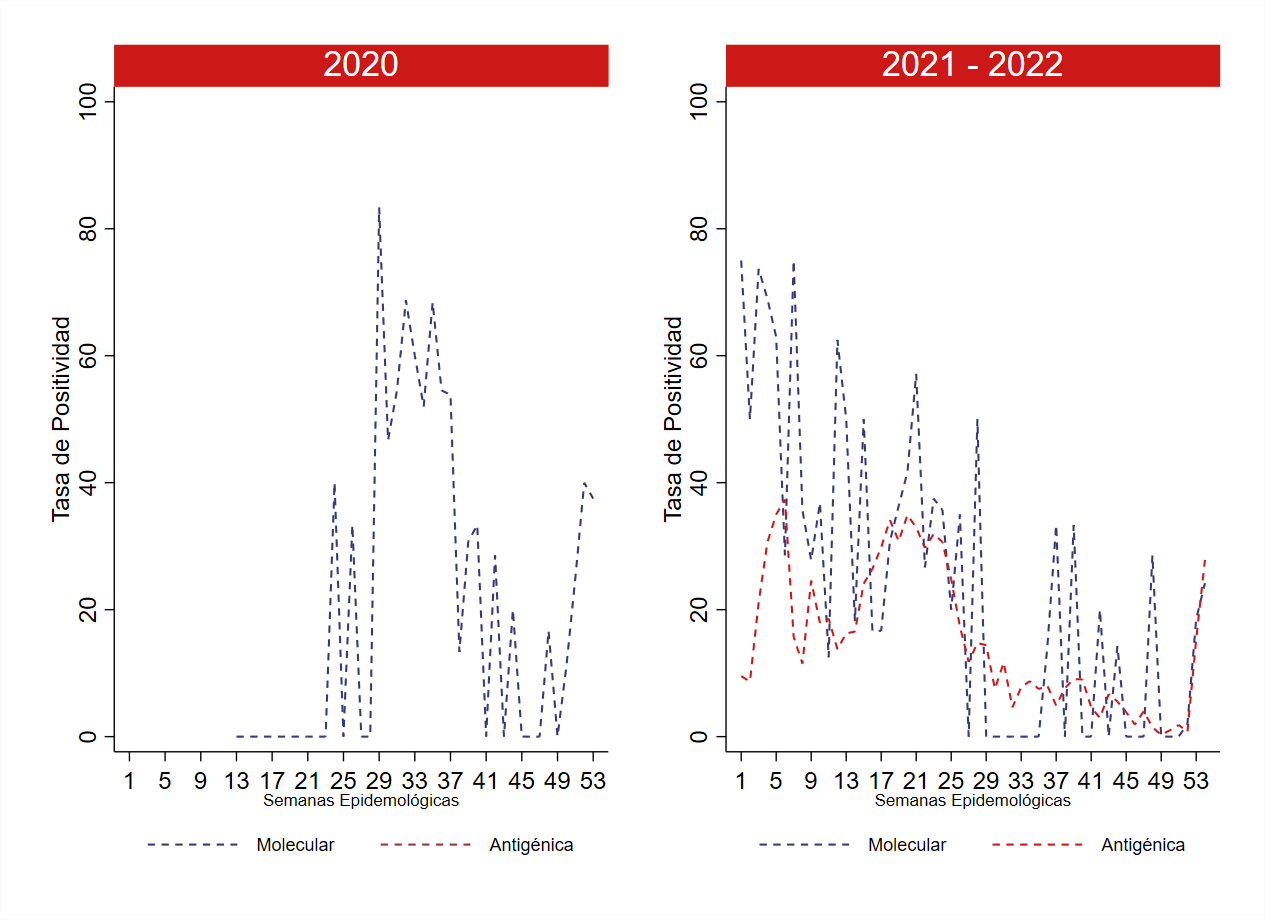 2020
Tasa de Positividad
100
80
60
40
20
0
1 5 9 13 17 21 25 29 33 37 41 45 49 53
Semanas Epidemológicas
Molecular Antigénica
2021 - 2022
Tasa de Positividad
100
80
60
40
20
0
1 5 9 13 17 21 25 29 33 37 41 45 49 53
Semanas Epidemológicas
Molecular Antigénica